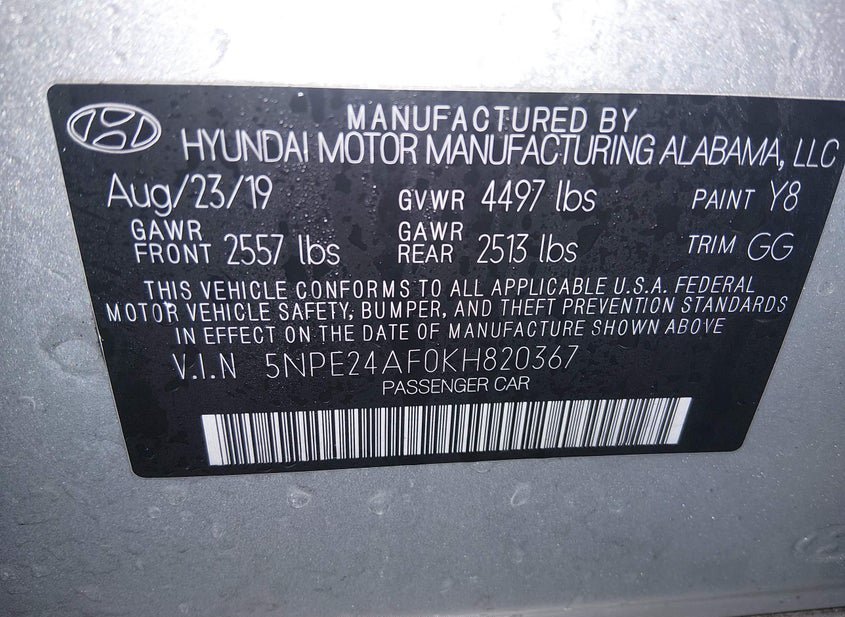 MANUFACTURED BY
HYUNDAI MOTOR MANUFACTURING ALABAMA, LLC
Aug/23/19 GVWR 4497 lbs PAINT Y8
GAWR FRONT 2557 lbs GAWR REAR 2513 lbs TRIM GG
THIS VEHICLE CONFORMS TO ALL APPLICABLE U.S.A. FEDERAL
MOTOR VEHICLE SAFETY, BUMPER, AND THEFT PREVENTION STANDARDS
IN EFFECT ON THE DATE OF MANUFACTURE SHOWN ABOVE
V.I.N 5NPE24AF0KH820367
PASSENGER CAR